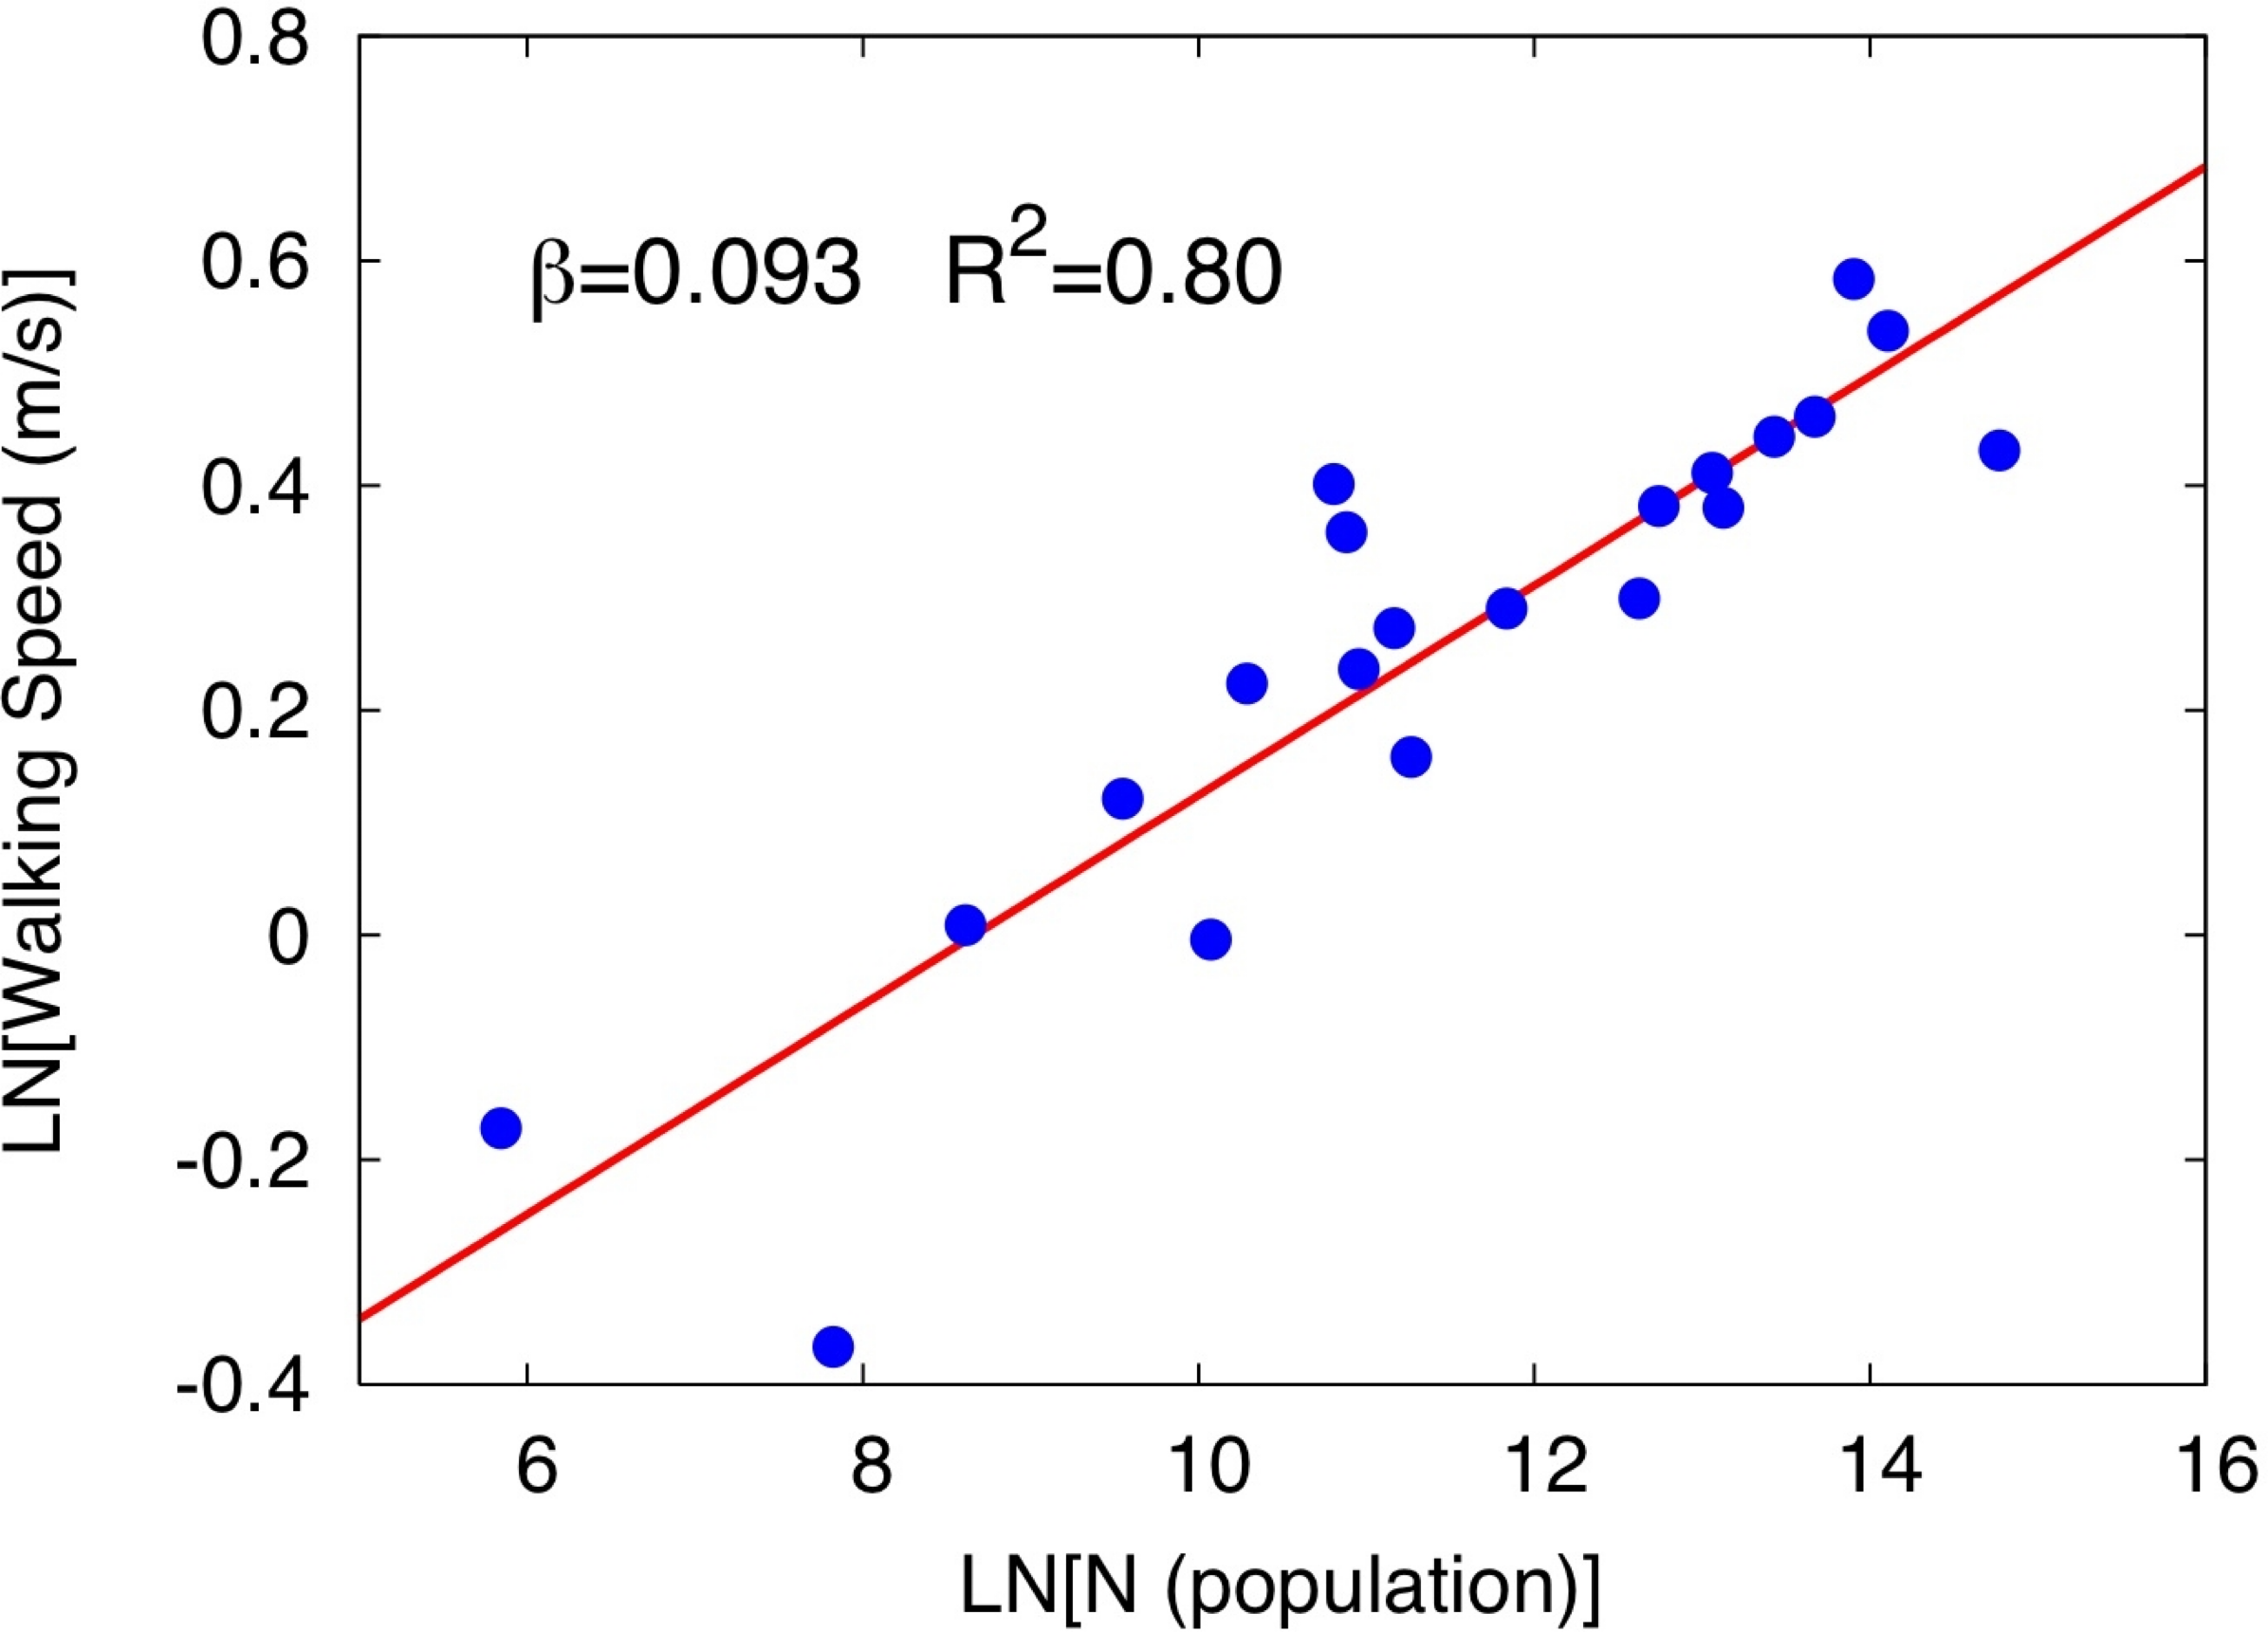 0.8
0.6
0.4
0.2
0
-0.2
-0.4
LN[Walking Speed (m/s)]
β=0.093 R²=0.80
6 8 10 12 14 16
LN[N (population)]